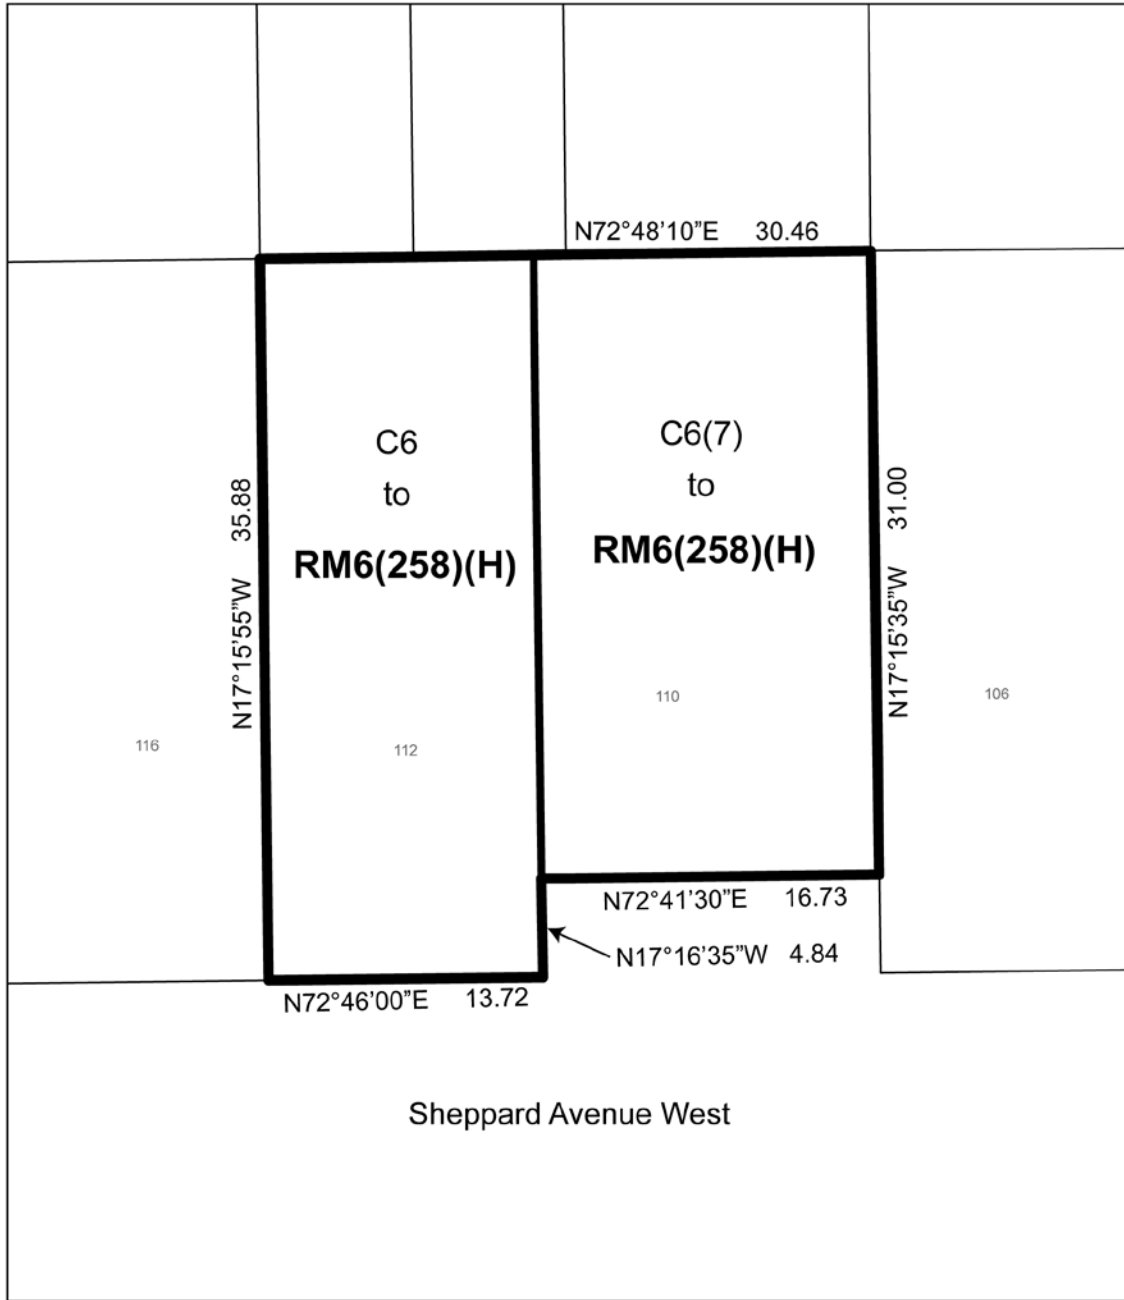 N72°48'10”E 30.46
C6
to
RM6(258)(H)
C6(7)
to
RM6(258)(H)
N17°15'55”W 35.88
N17°15'35”W 31.00
110
106
116
112
N72°41'30”E 16.73
N17°16'35”W 4.84
N72°46'00”E 13.72
Sheppard Avenue West